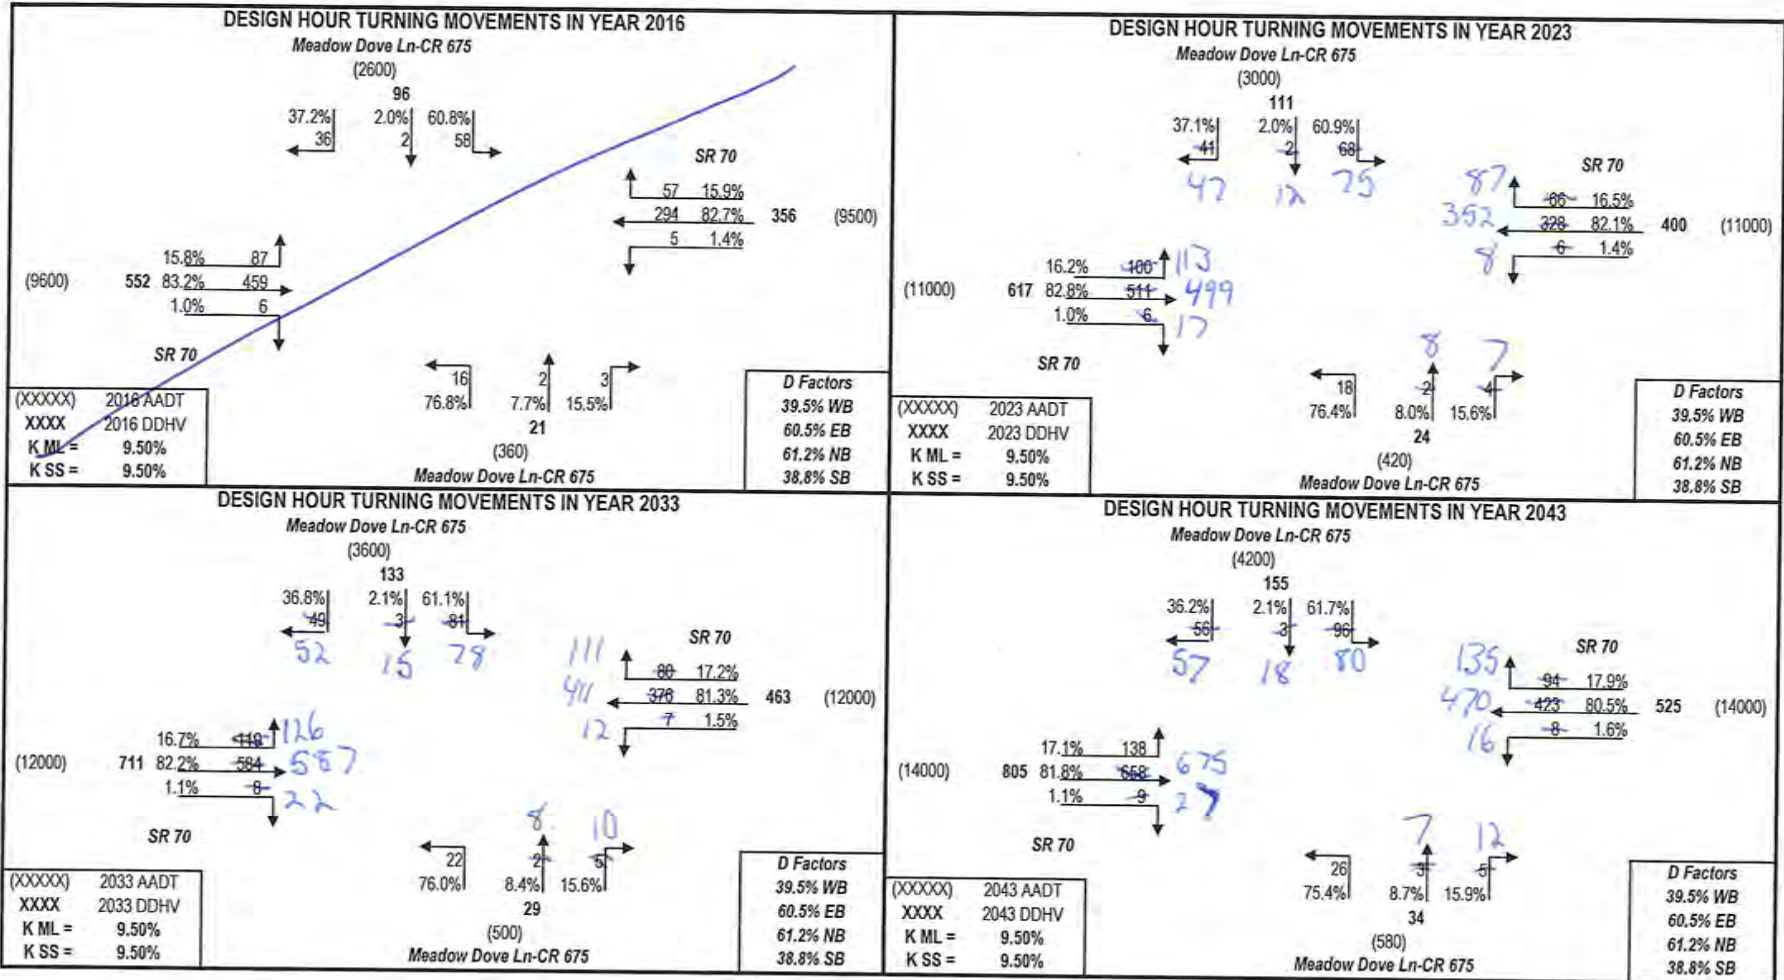 DESIGN HOUR TURNING MOVEMENTS IN YEAR 2016
Meadow Dove Ln-CR 675
(2600)
96
37.2% 2.0% 60.8%
36 2 58
SR 70
57 15.9%
294 82.7% 356 (9500)
5 1.4%
15.8% 87
(9600) 552 83.2% 459
1.0% 6
SR 70
16 2 3
76.8% 7.7% 15.5%
21
(360)
Meadow Dove Ln-CR 675
(XXXXX) 2016 AADT
XXXX 2016 DDHV
K ML = 9.50%
K SS = 9.50%
D Factors
39.5% WB
60.5% EB
61.2% NB
38.8% SB
DESIGN HOUR TURNING MOVEMENTS IN YEAR 2023
Meadow Dove Ln-CR 675
(3000)
111
37.1% 2.0% 60.9%
41 2 68
47 12 75
SR 70
87 66 16.5%
352 328 82.1% 400 (11000)
8 6 1.4%
16.2% 100 113
(11000) 617 82.8% 511 499
1.0% 6 17
SR 70
8 7
18 2 4
76.4% 8.0% 15.6%
24
(420)
Meadow Dove Ln-CR 675
(XXXXX) 2023 AADT
XXXX 2023 DDHV
K ML = 9.50%
K SS = 9.50%
D Factors
39.5% WB
60.5% EB
61.2% NB
38.8% SB
DESIGN HOUR TURNING MOVEMENTS IN YEAR 2033
Meadow Dove Ln-CR 675
(3600)
133
36.8% 2.1% 61.1%
49 3 81
52 15 78
SR 70
111 80 17.2%
411 376 81.3% 463 (12000)
12 7 1.5%
16.7% 126
(12000) 711 82.2% 584 587
1.1% 8 22
SR 70
8 10
22 2 5
76.0% 8.4% 15.6%
29
(500)
Meadow Dove Ln-CR 675
(XXXXX) 2033 AADT
XXXX 2033 DDHV
K ML = 9.50%
K SS = 9.50%
D Factors
39.5% WB
60.5% EB
61.2% NB
38.8% SB
DESIGN HOUR TURNING MOVEMENTS IN YEAR 2043
Meadow Dove Ln-CR 675
(4200)
155
36.2% 2.1% 61.7%
56 3 96
57 18 80
SR 70
135 94 17.9%
470 423 80.5% 525 (14000)
16 8 1.6%
17.1% 138
(14000) 805 81.8% 658 675
1.1% 9
SR 70
7 12
26 3 5
75.4% 8.7% 15.9%
34
(580)
Meadow Dove Ln-CR 675
(XXXXX) 2043 AADT
XXXX 2043 DDHV
K ML = 9.50%
K SS = 9.50%
D Factors
39.5% WB
60.5% EB
61.2% NB
38.8% SB